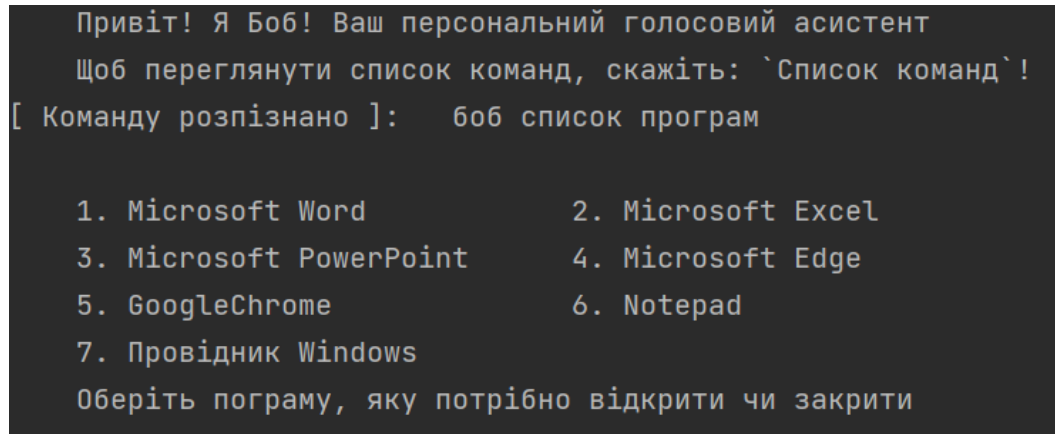 Привіт! Я Боб! Ваш персональний голосовий асистент
Щоб переглянути список команд, скажіть: `Список команд`!
[ Команду розпізнано ]: боб список програм
1. Microsoft Word 2. Microsoft Excel
3. Microsoft PowerPoint 4. Microsoft Edge
5. GoogleChrome 6. Notepad
7. Провідник Windows
Оберіть пограму, яку потрібно відкрити чи закрити